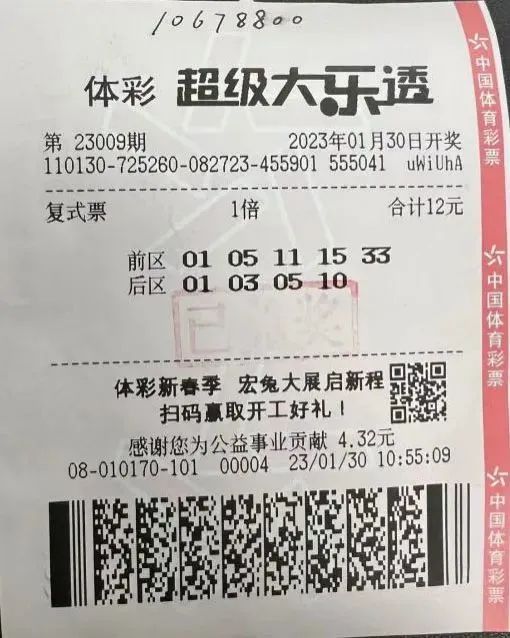 10678800
体彩 超级大乐透
第 23009期 2023年01月30日开奖
110130-725260-082723-455901 555041 uWiUhA
复式票 1倍 合计12元
前区 01 05 11 15 33
后区 01 03 05 10
已兑奖
体彩新春季 宏兔大展启新程
扫码赢取开工好礼！
感谢您为公益事业贡献 4.32元
08-010170-101 00004 23/01/30 10:55:09
中国体育彩票
中国体育彩票
中国体育彩票